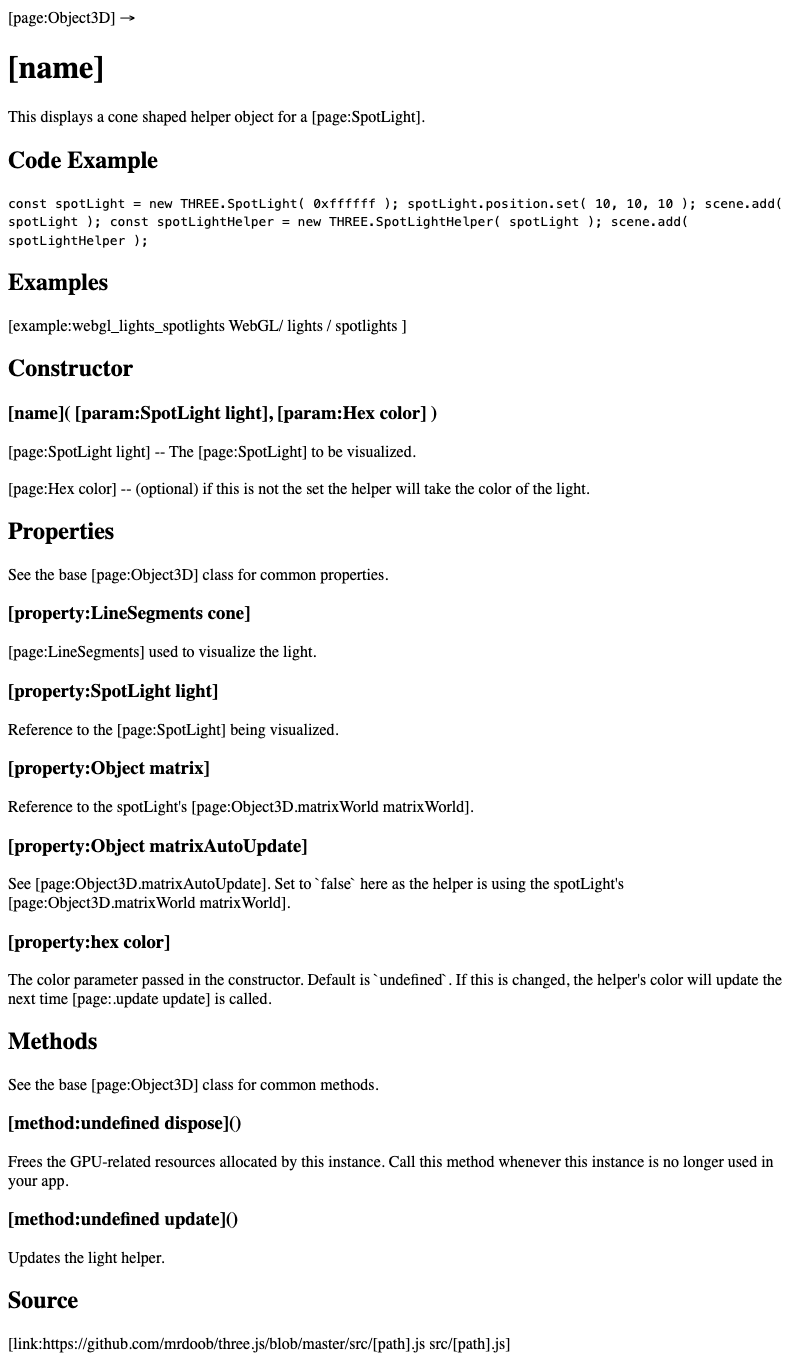 [page:Object3D] →
[name]
This displays a cone shaped helper object for a [page:SpotLight].
Code Example
const spotLight = new THREE.SpotLight( 0xffffff ); spotLight.position.set( 10, 10, 10 ); scene.add(
spotLight ); const spotLightHelper = new THREE.SpotLightHelper( spotLight ); scene.add(
spotLightHelper );
Examples
[example:webgl_lights_spotlights WebGL/ lights / spotlights ]
Constructor
[name]( [param:SpotLight light], [param:Hex color] )
[page:SpotLight light] -- The [page:SpotLight] to be visualized.
[page:Hex color] -- (optional) if this is not the set the helper will take the color of the light.
Properties
See the base [page:Object3D] class for common properties.
[property:LineSegments cone]
[page:LineSegments] used to visualize the light.
[property:SpotLight light]
Reference to the [page:SpotLight] being visualized.
[property:Object matrix]
Reference to the spotLight's [page:Object3D.matrixWorld matrixWorld].
[property:Object matrixAutoUpdate]
See [page:Object3D.matrixAutoUpdate]. Set to `false` here as the helper is using the spotLight's
[page:Object3D.matrixWorld matrixWorld].
[property:hex color]
The color parameter passed in the constructor. Default is `undefined`. If this is changed, the helper's color will update the
next time [page:.update update] is called.
Methods
See the base [page:Object3D] class for common methods.
[method:undefined dispose]()
Frees the GPU-related resources allocated by this instance. Call this method whenever this instance is no longer used in
your app.
[method:undefined update]()
Updates the light helper.
Source
[link:https://github.com/mrdoob/three.js/blob/master/src/[path].js src/[path].js]